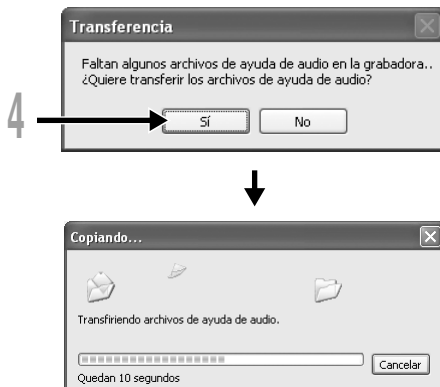 Transferencia
Faltan algunos archivos de ayuda de audio en la grabadora..
¿Quiere transferir los archivos de ayuda de audio?
4
Sí
No
Copiando...
Transfiriendo archivos de ayuda de audio.
Cancelar
Quedan 10 segundos